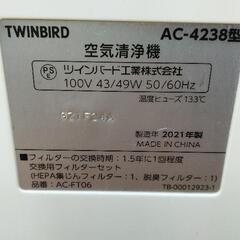 TWINBIRD AC-4238型
空気清浄機
PSE ツインバード工業株式会社
100V 43/49W 50/60Hz
温度ヒューズ 133℃
製造年 2021年製
MADE IN CHINA
■フィルターの交換時期:1.5年に1回程度
交換用フィルターセット
(HEPA集じんフィルター:1、脱臭フィルター:1)
品番:AC-FT06
TB-00012923-1